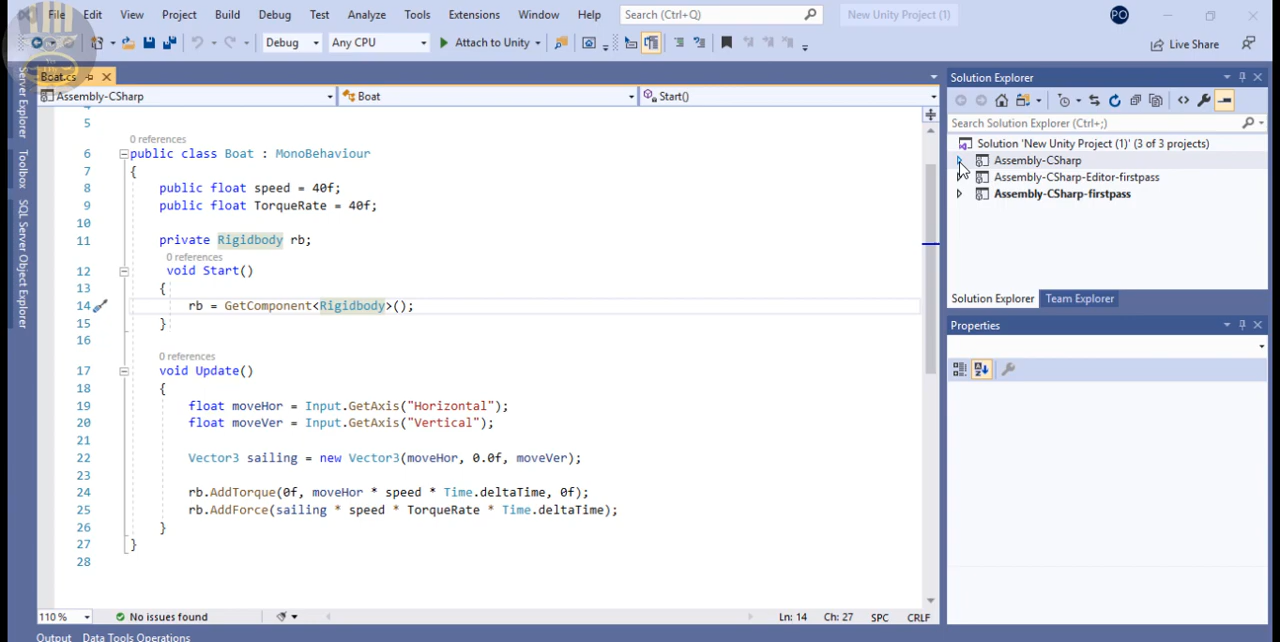 File Edit View Project Build Debug Test Analyze Tools Extensions Window Help Search (Ctrl+Q) New Unity Project (1) PO
Debug Any CPU Attach to Unity Live Share
Boat.cs
Assembly-CSharp Boat Start()
Server Explorer
Toolbox
SQL Server Object Explorer
5
0 references
6 public class Boat : MonoBehaviour
7 {
8 public float speed = 40f;
9 public float TorqueRate = 40f;
10
11 private Rigidbody rb;
0 references
12 void Start()
13 {
14 rb = GetComponent<Rigidbody>();
15 }
16
0 references
17 void Update()
18 {
19 float moveHor = Input.GetAxis("Horizontal");
20 float moveVer = Input.GetAxis("Vertical");
21
22 Vector3 sailing = new Vector3(moveHor, 0.0f, moveVer);
23
24 rb.AddTorque(0f, moveHor * speed * Time.deltaTime, 0f);
25 rb.AddForce(sailing * speed * TorqueRate * Time.deltaTime);
26 }
27 }
28
110 % No issues found Ln: 14 Ch: 27 SPC CRLF
Output Data Tools Operations
Solution Explorer
Search Solution Explorer (Ctrl+;)
Solution 'New Unity Project (1)' (3 of 3 projects)
Assembly-CSharp
Assembly-CSharp-Editor-firstpass
Assembly-CSharp-firstpass
Solution Explorer Team Explorer
Properties